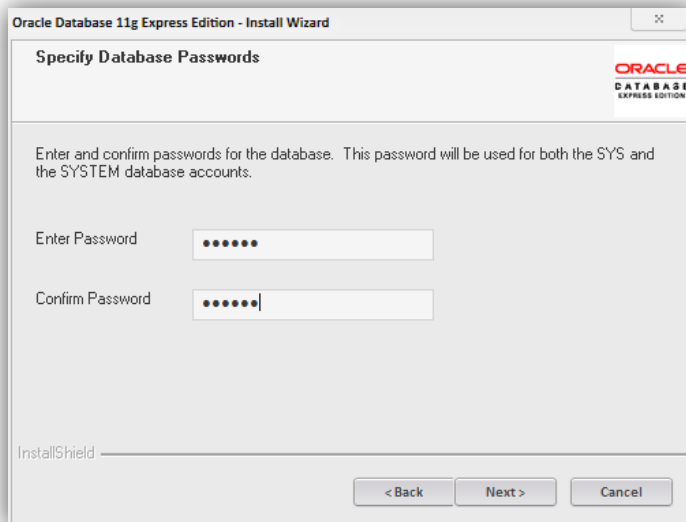 Oracle Database 11g Express Edition - Install Wizard
Specify Database Passwords
ORACLE
DATABASE
EXPRESS EDITION
Enter and confirm passwords for the database. This password will be used for both the SYS and
the SYSTEM database accounts.
Enter Password ●●●●●●
Confirm Password ●●●●●●
InstallShield
< Back Next > Cancel